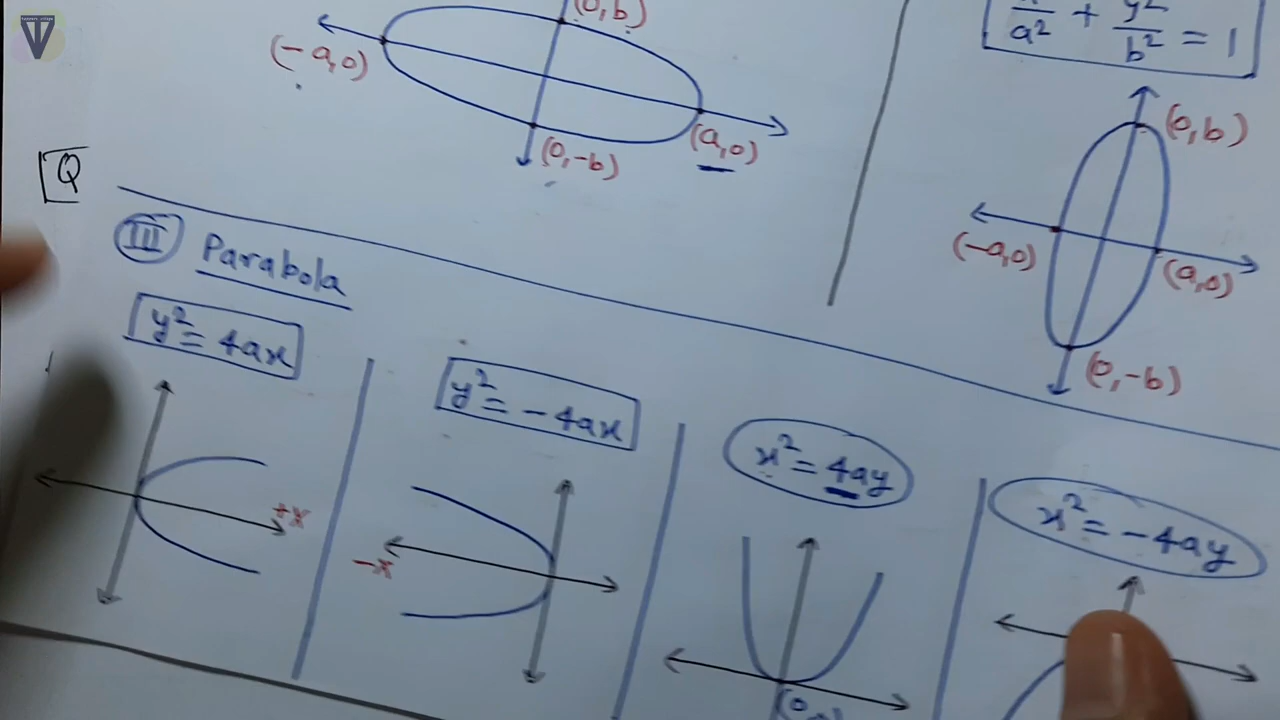 (0,b)
(-a,0)
(a,0)
(0,-b)
a² + y²/b² = 1
(0,b)
(-a,0)
(a,0)
(0,-b)
Q
III Parabola
y² = 4ax
+x
y² = -4ax
-x
x² = 4ay
x² = -4ay